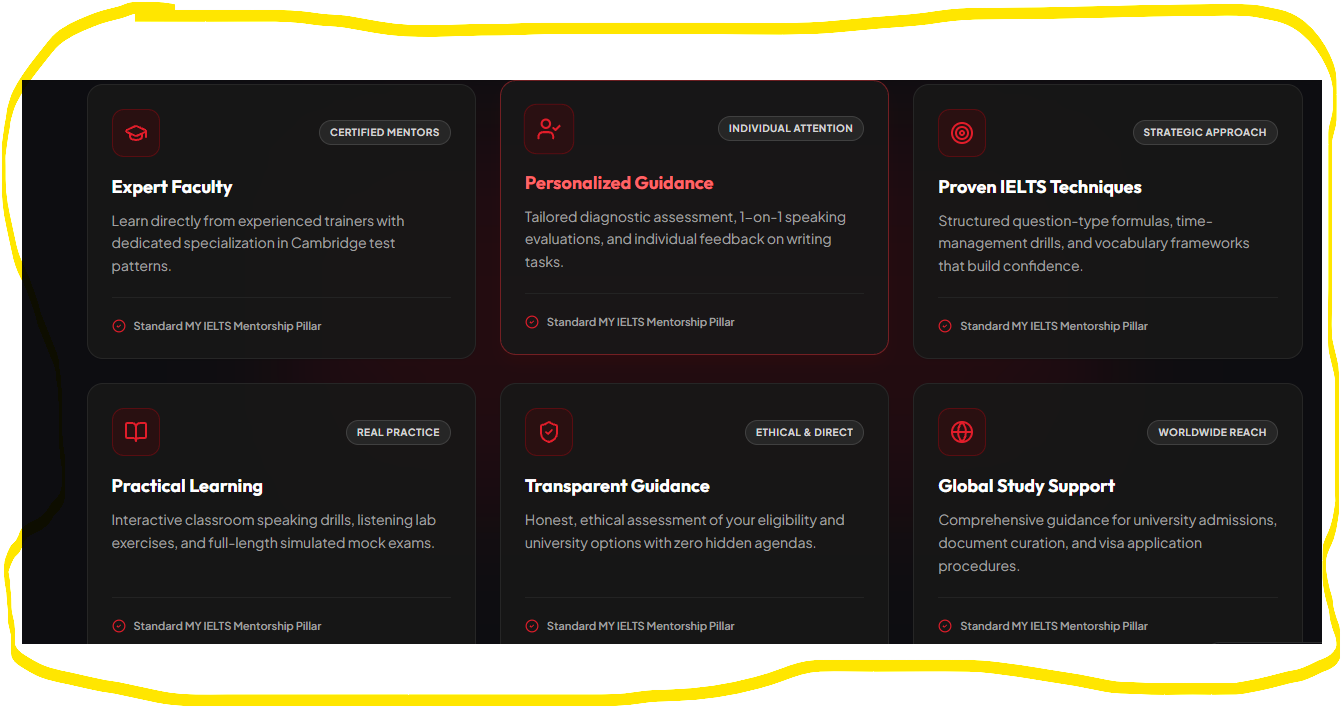 CERTIFIED MENTORS
Expert Faculty
Learn directly from experienced trainers with
dedicated specialization in Cambridge test
patterns.
Standard MY IELTS Mentorship Pillar
INDIVIDUAL ATTENTION
Personalized Guidance
Tailored diagnostic assessment, 1-on-1 speaking
evaluations, and individual feedback on writing
tasks.
Standard MY IELTS Mentorship Pillar
STRATEGIC APPROACH
Proven IELTS Techniques
Structured question-type formulas, time-
management drills, and vocabulary frameworks
that build confidence.
Standard MY IELTS Mentorship Pillar
REAL PRACTICE
Practical Learning
Interactive classroom speaking drills, listening lab
exercises, and full-length simulated mock exams.
Standard MY IELTS Mentorship Pillar
ETHICAL & DIRECT
Transparent Guidance
Honest, ethical assessment of your eligibility and
university options with zero hidden agendas.
Standard MY IELTS Mentorship Pillar
WORLDWIDE REACH
Global Study Support
Comprehensive guidance for university admissions,
document curation, and visa application
procedures.
Standard MY IELTS Mentorship Pillar